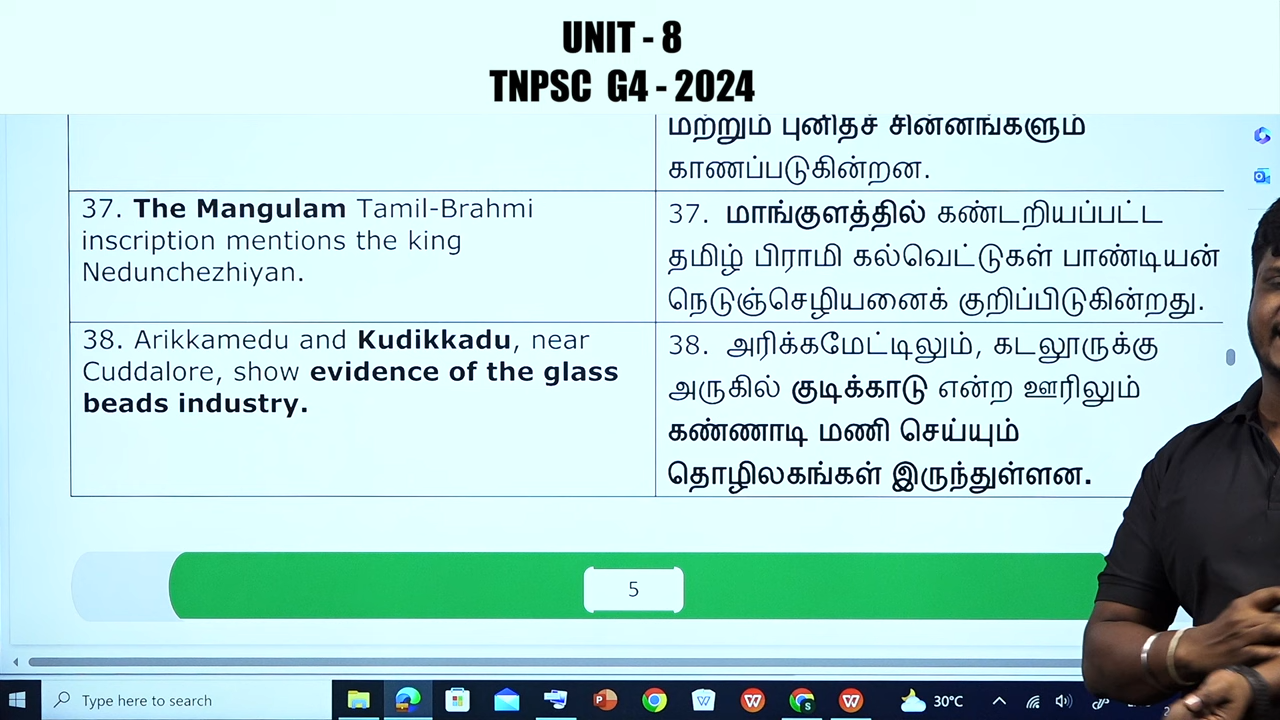 UNIT - 8
TNPSC G4 - 2024
மற்றும் புனிதச் சின்னங்களும்
காணப்படுகின்றன.
37. The Mangulam Tamil-Brahmi
inscription mentions the king
Nedunchezhiyan.
37. மாங்குளத்தில் கண்டறியப்பட்ட
தமிழ் பிராமி கல்வெட்டுகள் பாண்டியன்
நெடுஞ்செழியனைக் குறிப்பிடுகின்றது.
38. Arikkamedu and Kudikkadu, near
Cuddalore, show evidence of the glass
beads industry.
38. அரிக்கமேட்டிலும், கடலூருக்கு
அருகில் குடிக்காடு என்ற ஊரிலும்
கண்ணாடி மணி செய்யும்
தொழிலகங்கள் இருந்துள்ளன.
5
Type here to search
30°C